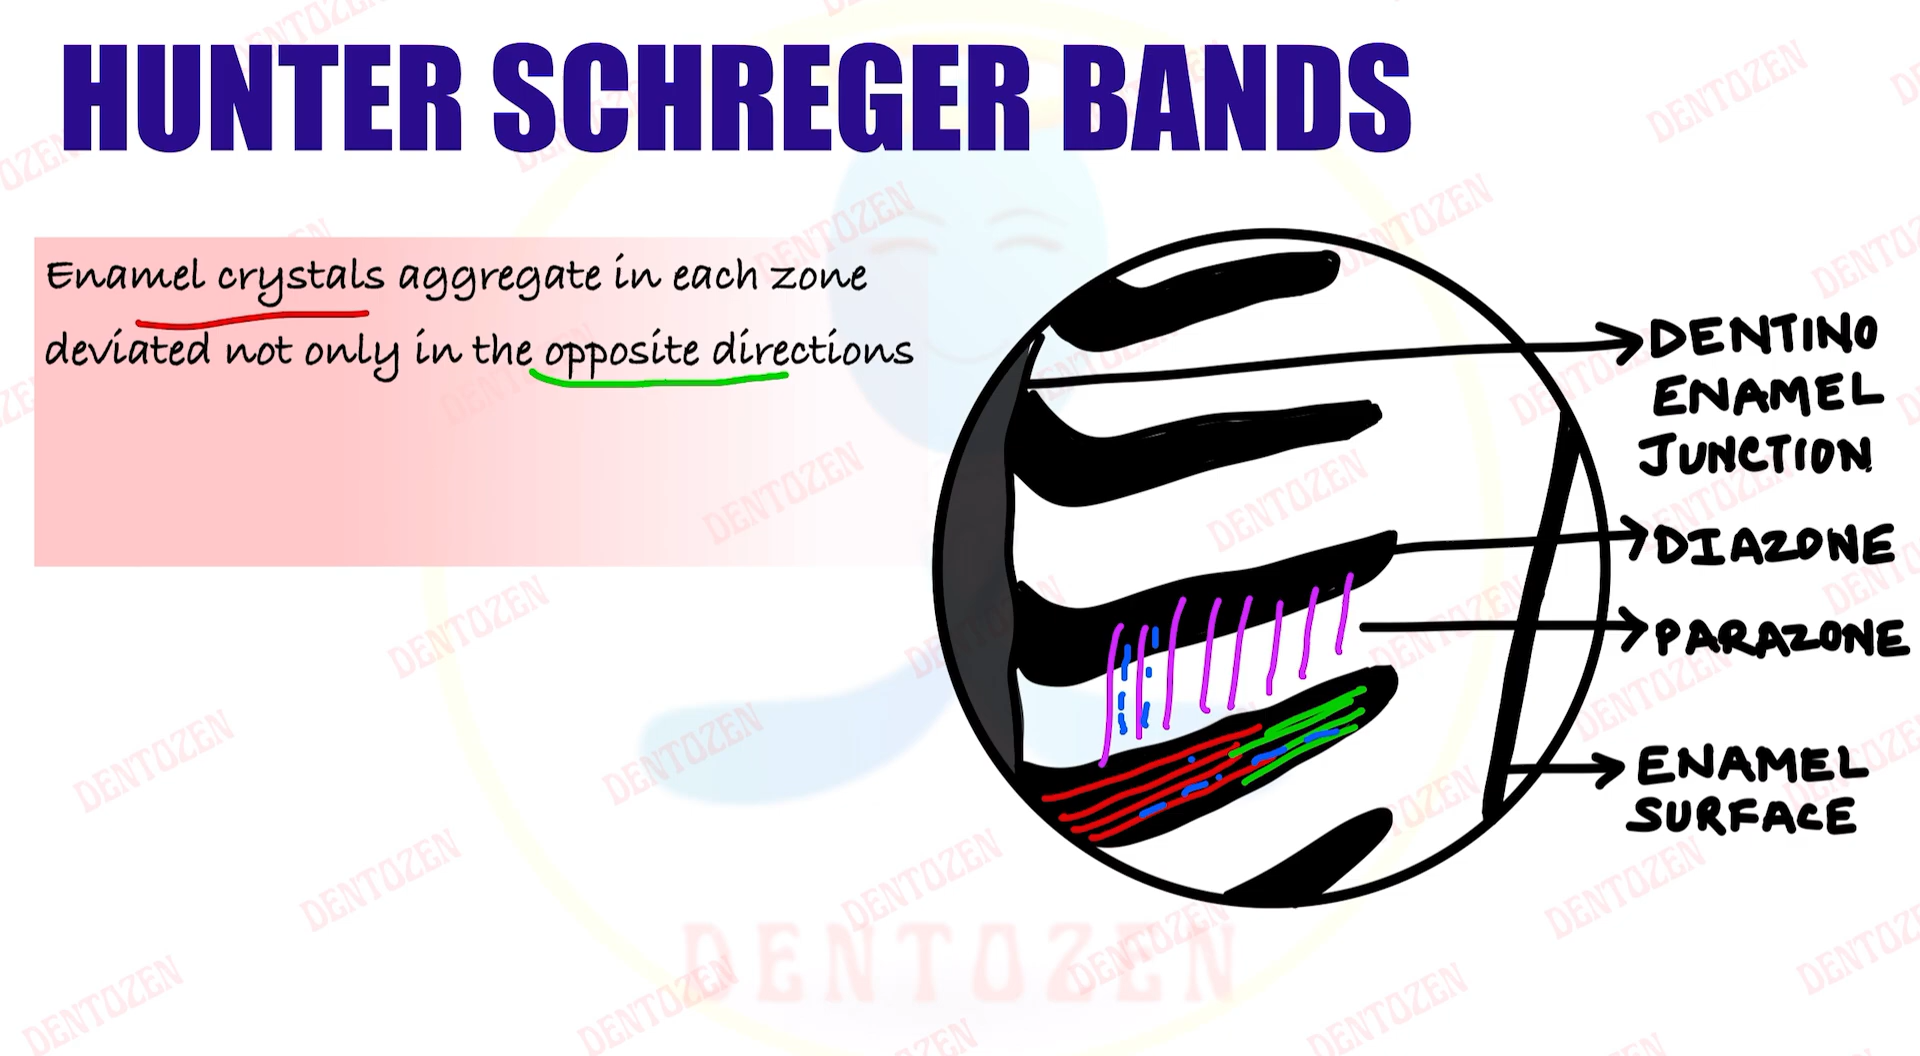 HUNTER SCHREGER BANDS
Enamel crystals aggregate in each zone
deviated not only in the opposite directions
DENTINO
ENAMEL
JUNCTION
DIAZONE
PARAZONE
ENAMEL
SURFACE
DENTOZEN